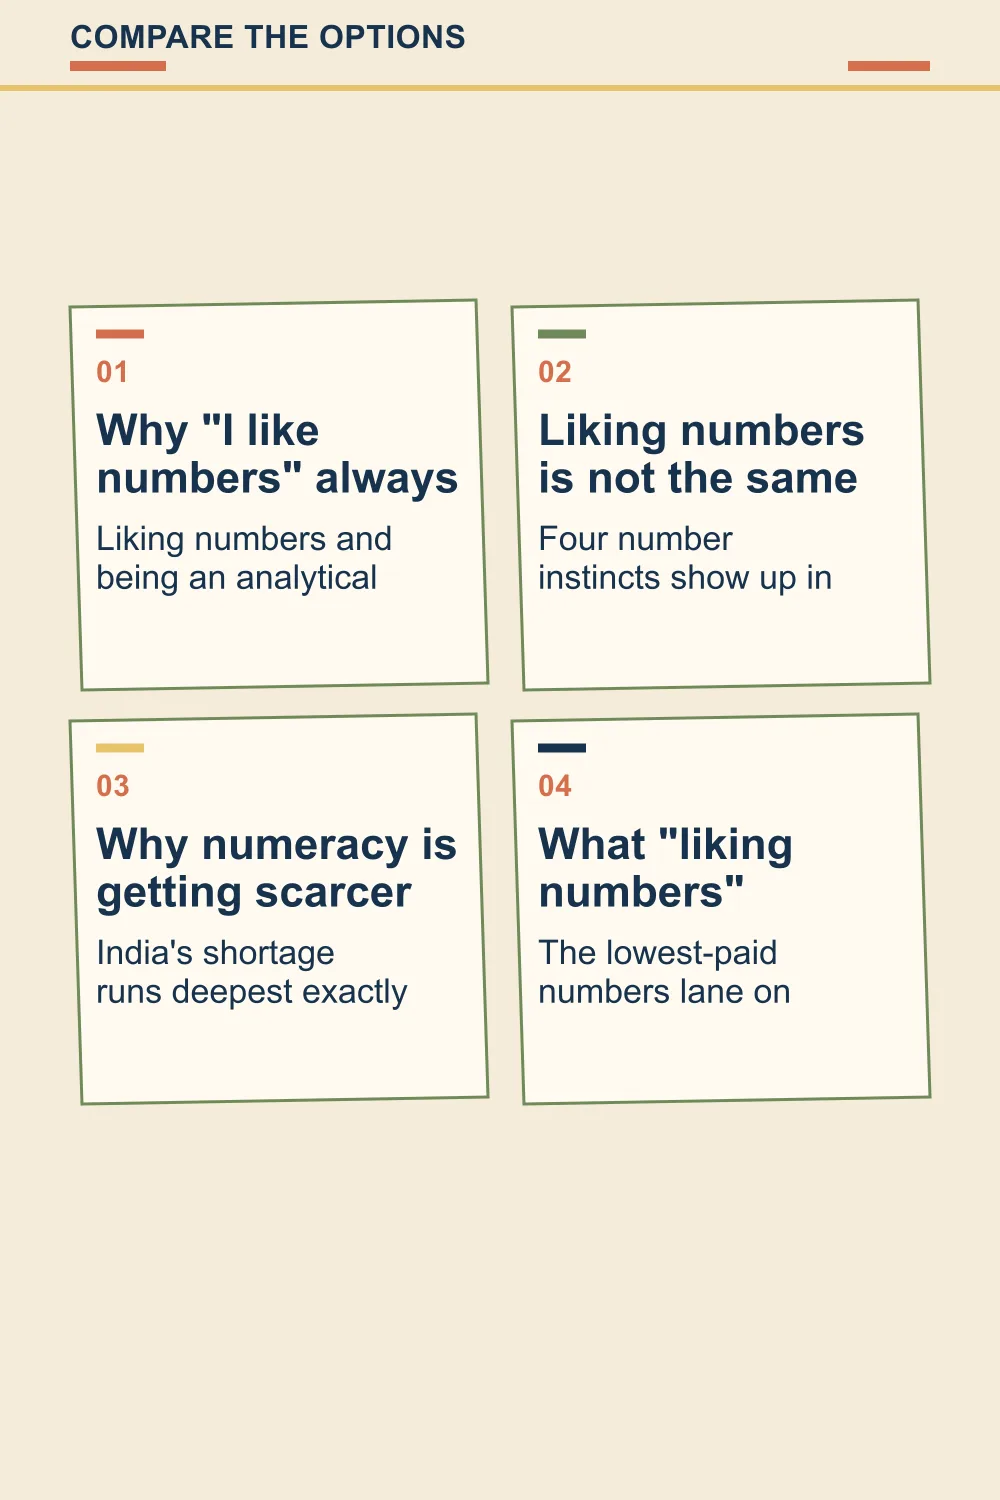 COMPARE THE OPTIONS
01
Why "I like
numbers" always
Liking numbers and
being an analytical
02
Liking numbers
is not the same
Four number
instincts show up in
03
Why numeracy is
getting scarcer
India's shortage
runs deepest exactly
04
What "liking
numbers"
The lowest-paid
numbers lane on